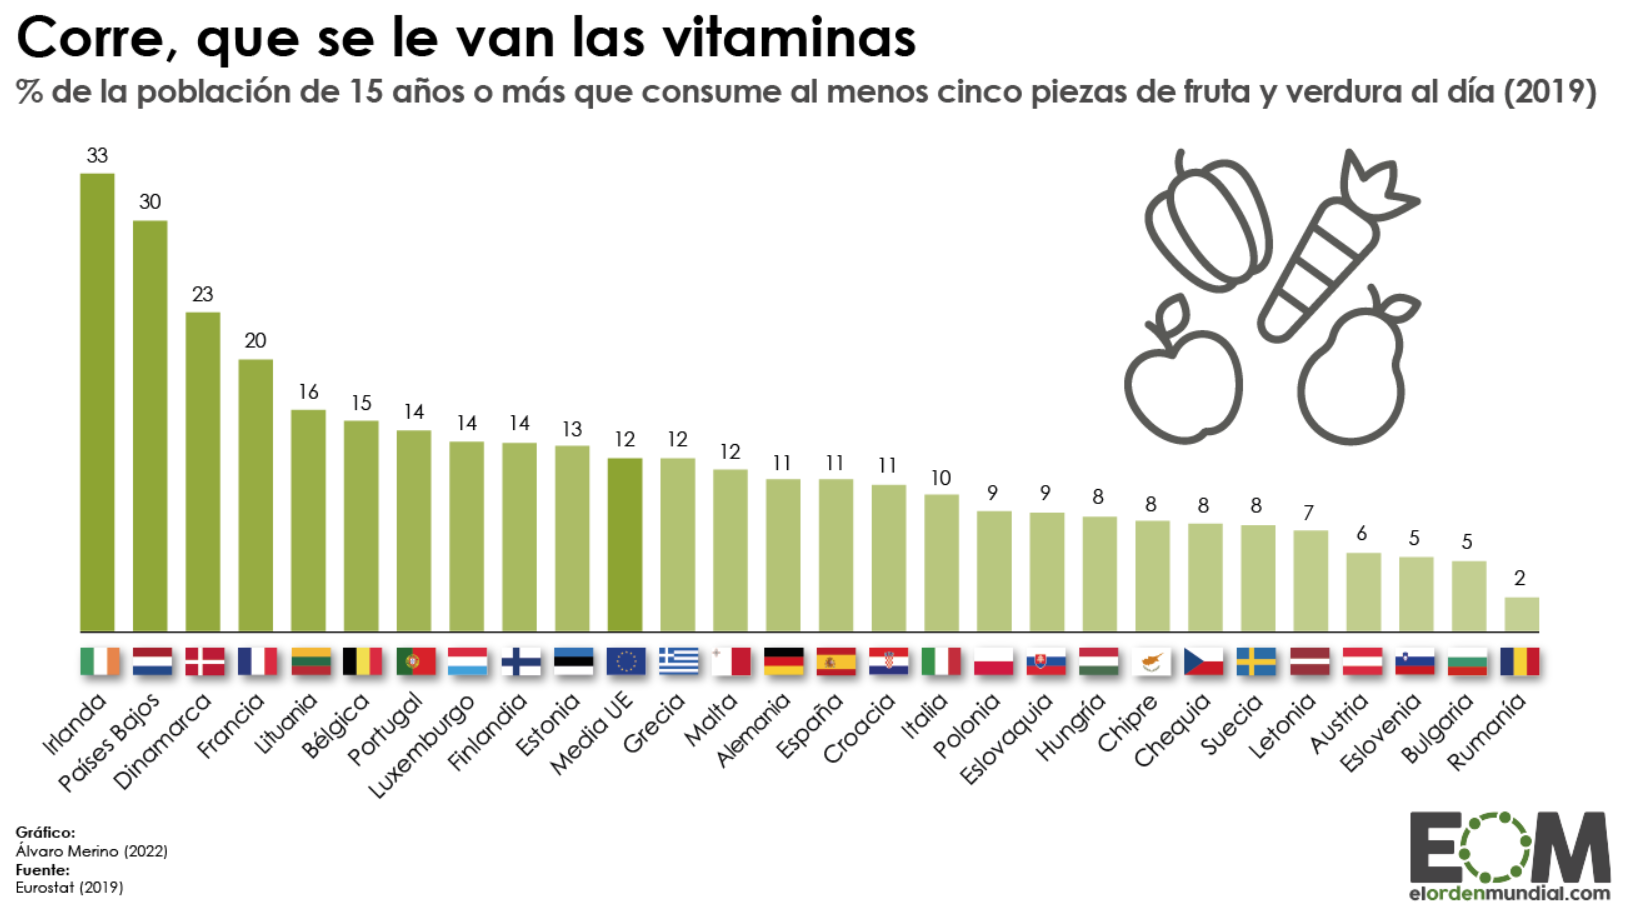 Corre, que se le van las vitaminas
% de la población de 15 años o más que consume al menos cinco piezas de fruta y verdura al día (2019)
33
30
23
20
16
15
14
14
14
13
12
12
12
11
11
11
10
9
9
8
8
8
8
7
6
5
5
2
Irlanda
Países Bajos
Dinamarca
Francia
Lituania
Bélgica
Portugal
Luxemburgo
Finlandia
Estonia
Media UE
Grecia
Malta
Alemania
España
Croacia
Italia
Polonia
Eslovaquia
Hungría
Chipre
Chequia
Suecia
Letonia
Austria
Eslovenia
Bulgaria
Rumanía
Gráfico:
Álvaro Merino (2022)
Fuente:
Eurostat (2019)
EOM
elordenmundial.com